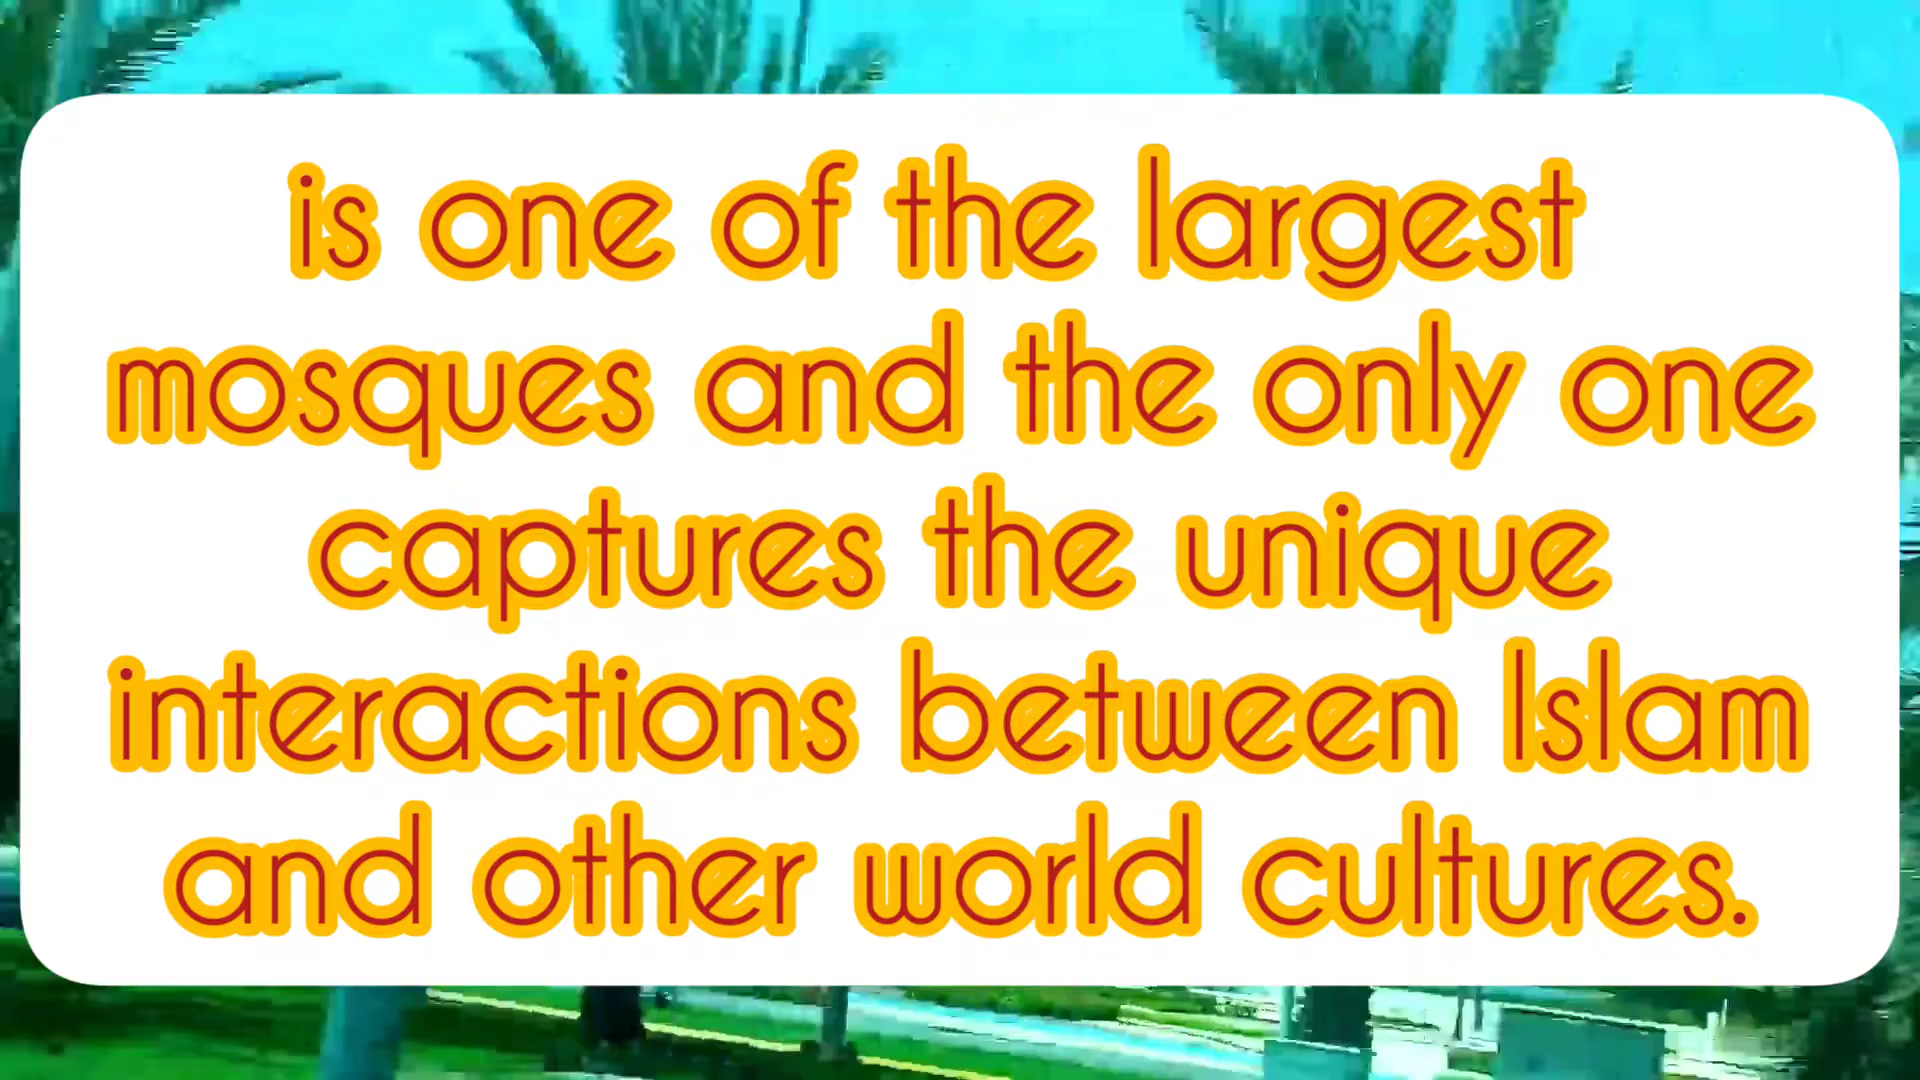 is one of the largest
mosques and the only one
captures the unique
interactions between Islam
and other world cultures.